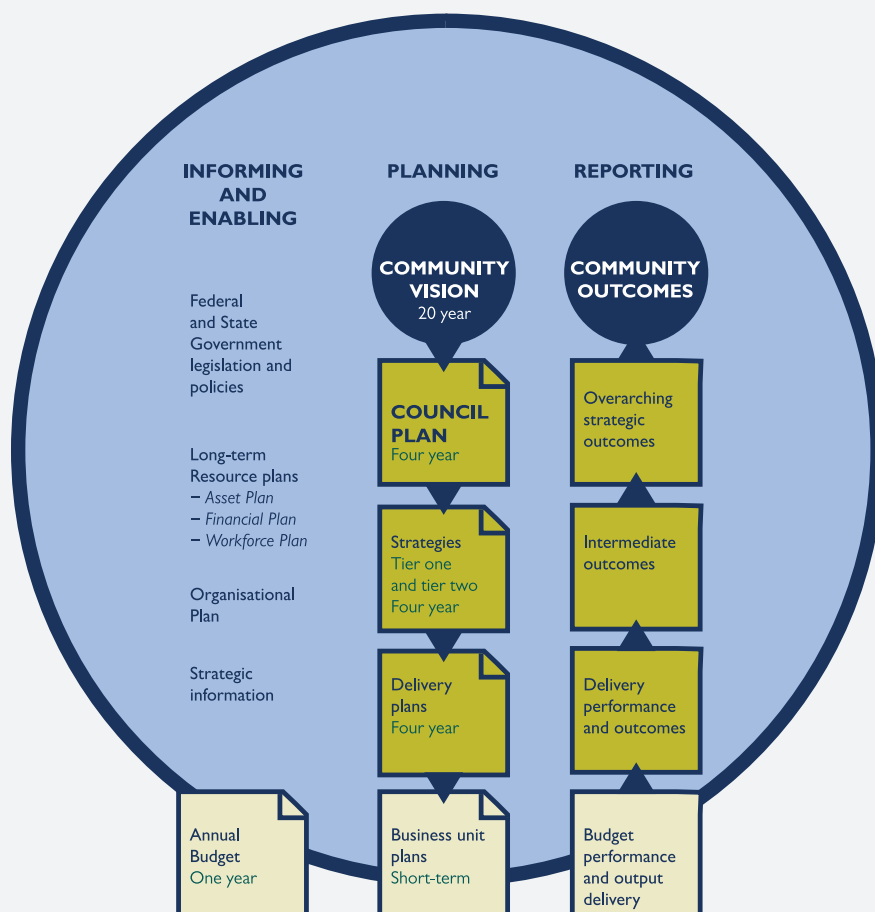 INFORMING
AND
ENABLING
Federal
and State
Government
legislation and
policies
Long-term
Resource plans
– Asset Plan
– Financial Plan
– Workforce Plan
Organisational
Plan
Strategic
information
Annual
Budget
One year
PLANNING
COMMUNITY
VISION
20 year
COUNCIL
PLAN
Four year
Strategies
Tier one
and tier two
Four year
Delivery
plans
Four year
Business unit
plans
Short-term
REPORTING
COMMUNITY
OUTCOMES
Overarching
strategic
outcomes
Intermediate
outcomes
Delivery
performance
and outcomes
Budget
performance
and output
delivery